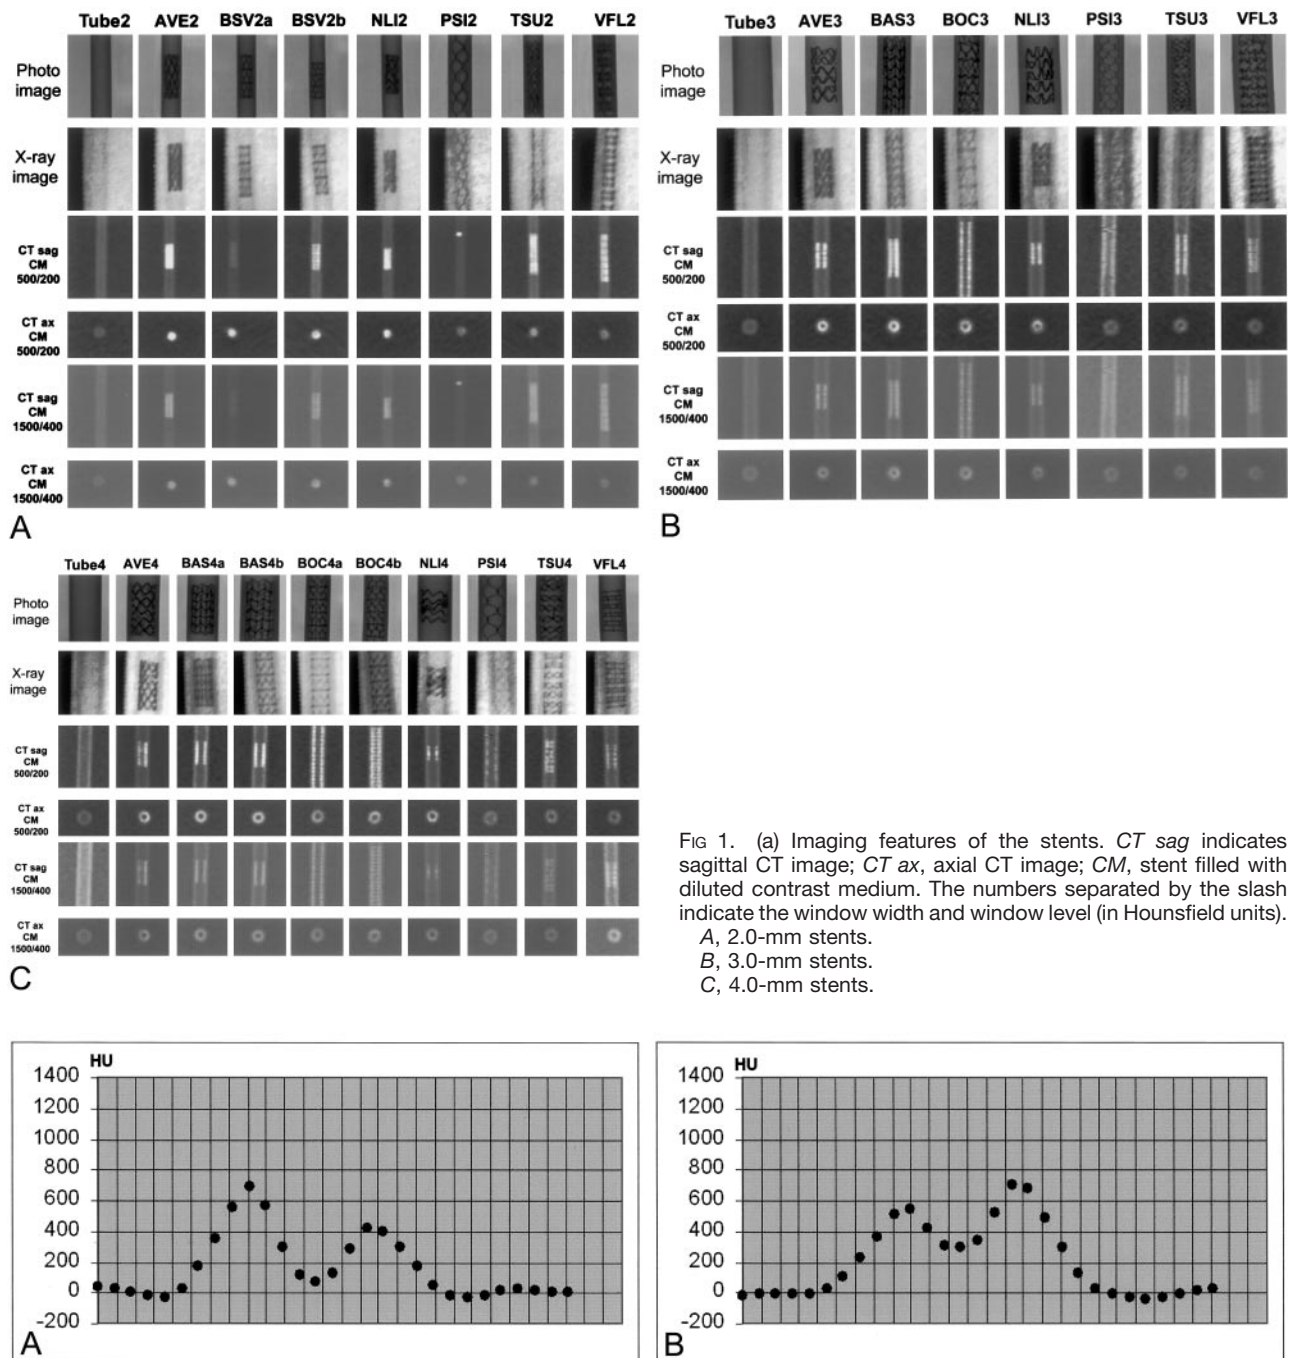 Tube2 AVE2 BSV2a BSV2b NLI2 PSI2 TSU2 VFL2
Photo
image
X-ray
image
CT sag
CM
500/200
CT ax
CM
500/200
CT sag
CM
1500/400
CT ax
CM
1500/400
A
Tube3 AVE3 BAS3 BOC3 NLI3 PSI3 TSU3 VFL3
Photo
image
X-ray
image
CT sag
CM
500/200
CT ax
CM
500/200
CT sag
CM
1500/400
CT ax
CM
1500/400
B
Tube4 AVE4 BAS4a BAS4b BOC4a BOC4b NLI4 PSI4 TSU4 VFL4
Photo
image
X-ray
image
CT sag
CM
500/200
CT ax
CM
500/200
CT sag
CM
1500/400
CT ax
CM
1500/400
C
FIG 1. (a) Imaging features of the stents. CT sag indicates
sagittal CT image; CT ax, axial CT image; CM, stent filled with
diluted contrast medium. The numbers separated by the slash
indicate the window width and window level (in Hounsfield units).
A, 2.0-mm stents.
B, 3.0-mm stents.
C, 4.0-mm stents.
HU
1400
1200
1000
800
600
400
200
0
-200
A
HU
1400
1200
1000
800
600
400
200
0
-200
B